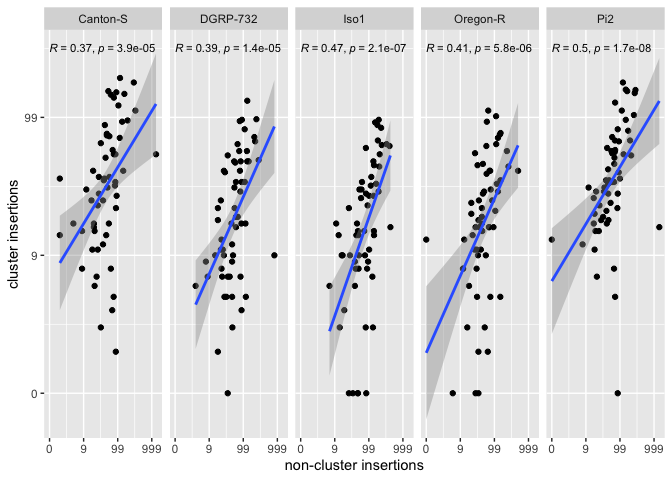 Canton-S DGRP-732 Iso1 Oregon-R Pi2
R = 0.37, p = 3.9e-05 R = 0.39, p = 1.4e-05 R = 0.47, p = 2.1e-07 R = 0.41, p = 5.8e-06 R = 0.5, p = 1.7e-08
99
cluster insertions
9
0
0 9 99 999 0 9 99 999 0 9 99 999 0 9 99 999 0 9 99 999
non-cluster insertions